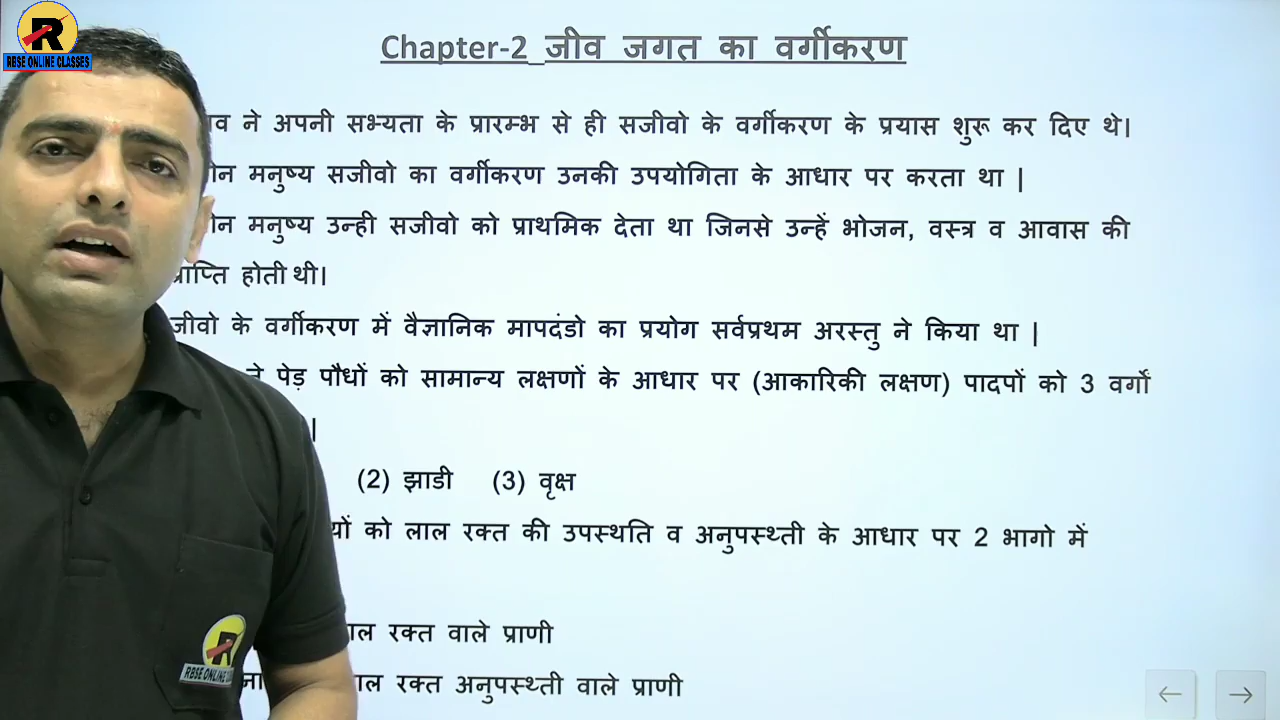 R
RBSE ONLINE CLASSES
Chapter-2_जीव जगत का वर्गीकरण
ने अपनी सभ्यता के प्रारम्भ से ही सजीवो के वर्गीकरण के प्रयास शुरू कर दिए थे।
मनुष्य सजीवो का वर्गीकरण उनकी उपयोगिता के आधार पर करता था |
मनुष्य उन्ही सजीवो को प्राथमिक देता था जिनसे उन्हें भोजन, वस्त्र व आवास की
प्राप्ति होती थी।
जीवो के वर्गीकरण में वैज्ञानिक मापदंडो का प्रयोग सर्वप्रथम अरस्तु ने किया था |
ने पेड़ पौधों को सामान्य लक्षणों के आधार पर (आकारिकी लक्षण) पादपों को 3 वर्गों
|
(2) झाडी (3) वृक्ष
को लाल रक्त की उपस्थति व अनुपस्थ्ती के आधार पर 2 भागो में
रक्त वाले प्राणी
रक्त अनुपस्थ्ती वाले प्राणी
R
RBSE ONLINE